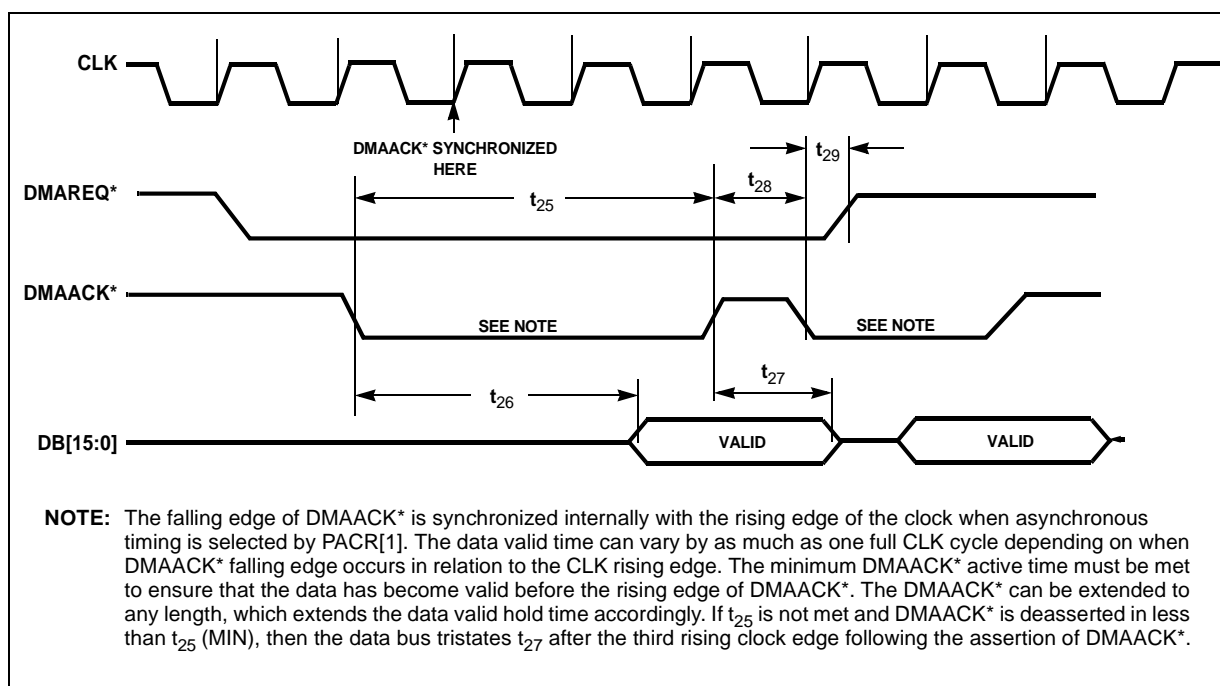 CLK
DMAACK* SYNCHRONIZED
HERE
t29
DMAREQ*
t25
t28
DMAACK*
SEE NOTE
SEE NOTE
t26
t27
DB[15:0]
VALID
VALID
NOTE: The falling edge of DMAACK* is synchronized internally with the rising edge of the clock when asynchronous
timing is selected by PACR[1]. The data valid time can vary by as much as one full CLK cycle depending on when
DMAACK* falling edge occurs in relation to the CLK rising edge. The minimum DMAACK* active time must be met
to ensure that the data has become valid before the rising edge of DMAACK*. The DMAACK* can be extended to
any length, which extends the data valid hold time accordingly. If t25 is not met and DMAACK* is deasserted in less
than t25 (MIN), then the data bus tristates t27 after the third rising clock edge following the assertion of DMAACK*.